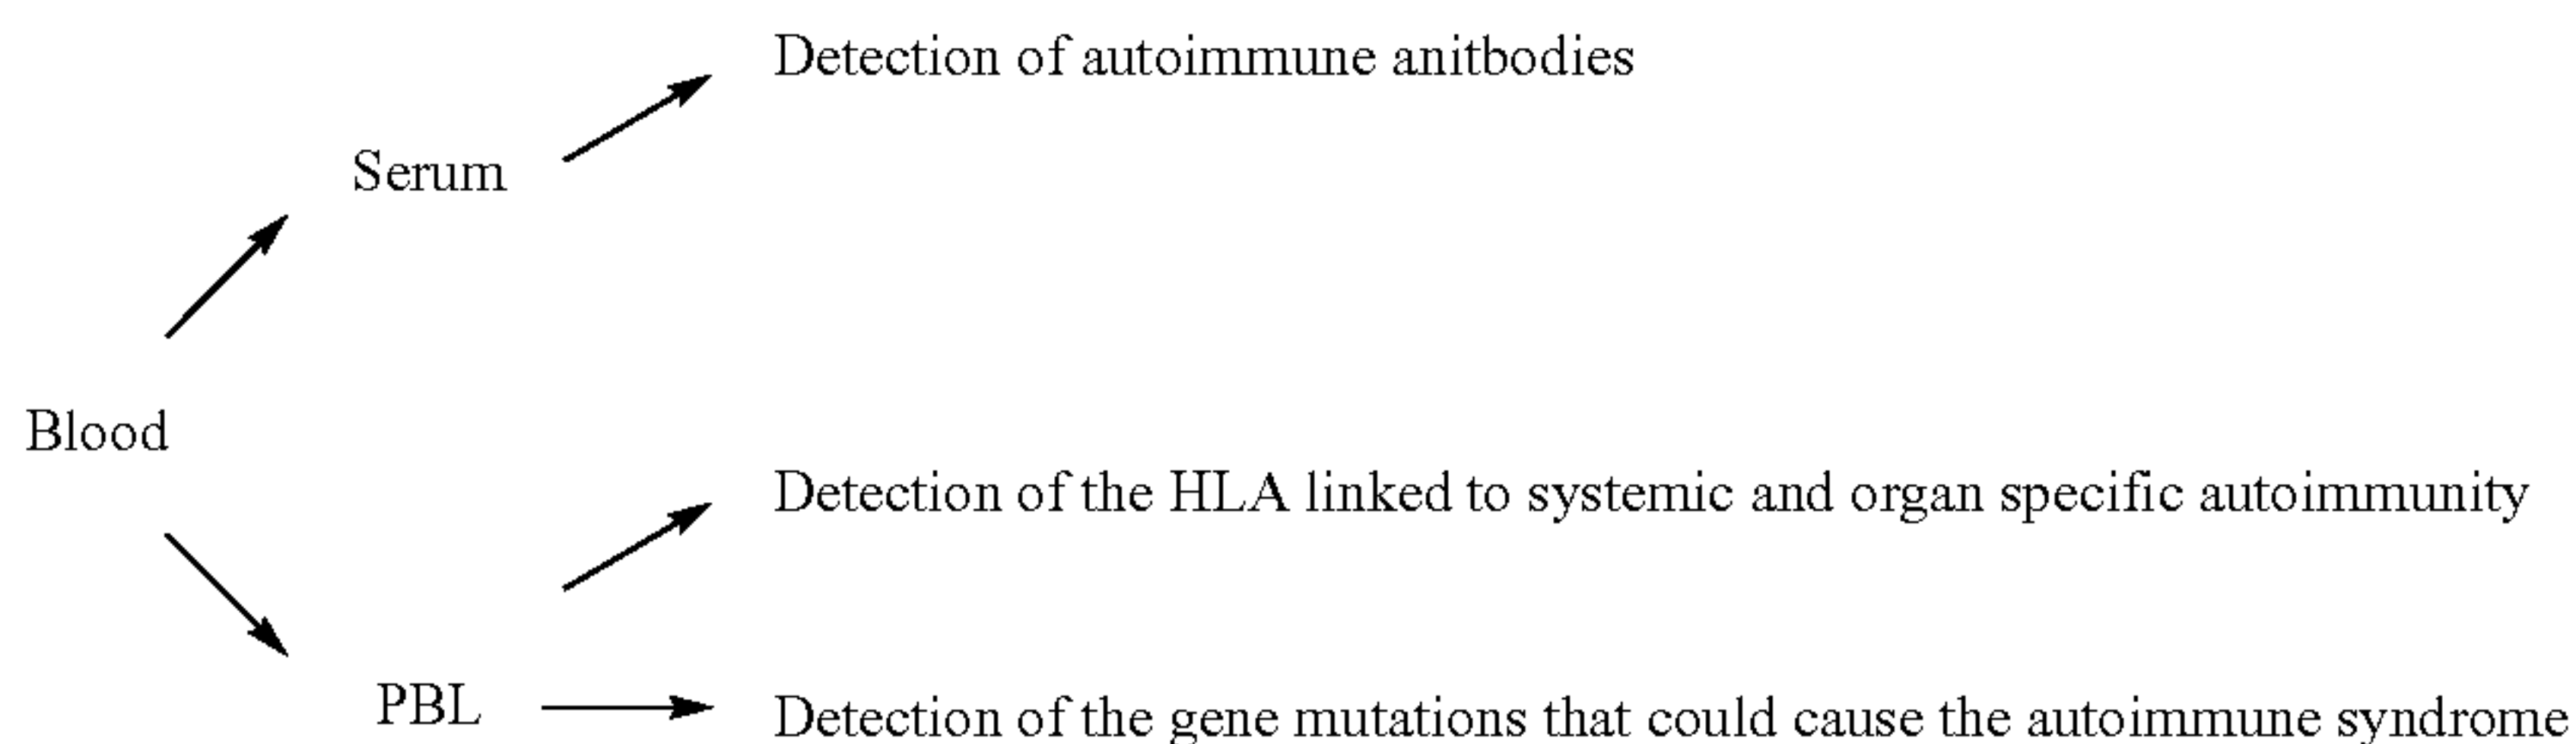 Detection of autoimmune anitbodies
Serum
Blood
Detection of the HLA linked to systemic and organ specific autoimmunity
PBL
Detection of the gene mutations that could cause the autoimmune syndrome